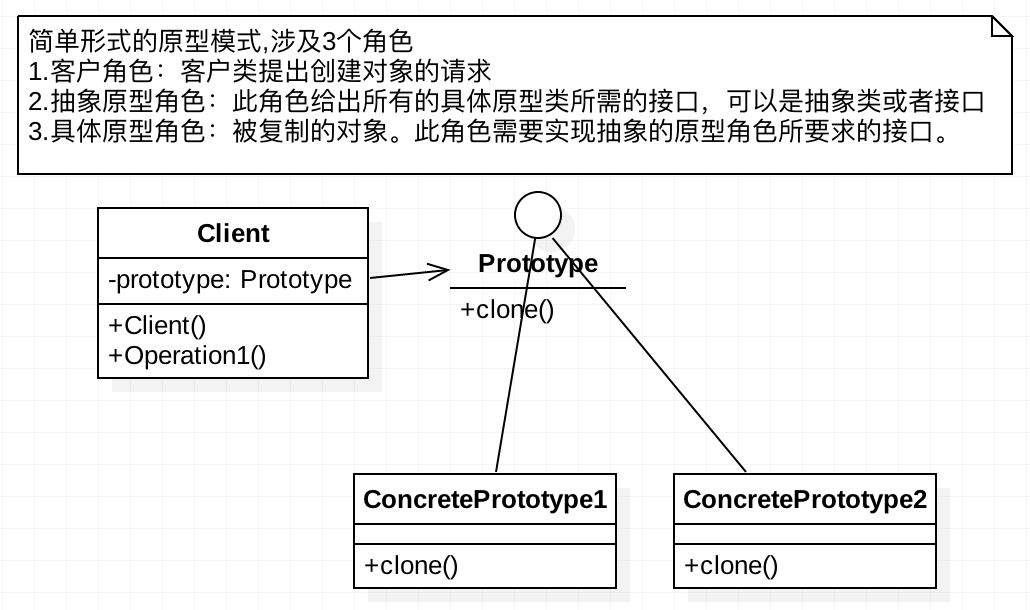 简单形式的原型模式,涉及3个角色
1.客户角色：客户类提出创建对象的请求
2.抽象原型角色：此角色给出所有的具体原型类所需的接口，可以是抽象类或者接口
3.具体原型角色：被复制的对象。此角色需要实现抽象的原型角色所要求的接口。
Client
-prototype: Prototype
+Client()
+Operation1()
Prototype
+clone()
ConcretePrototype1
+clone()
ConcretePrototype2
+clone()